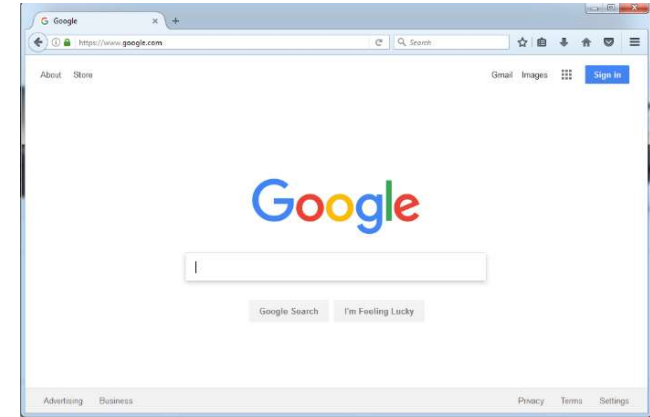 G Google
https://www.google.com Search
About Store Gmail Images Sign in
Google
Google Search I'm Feeling Lucky
Advertising Business Privacy Terms Settings